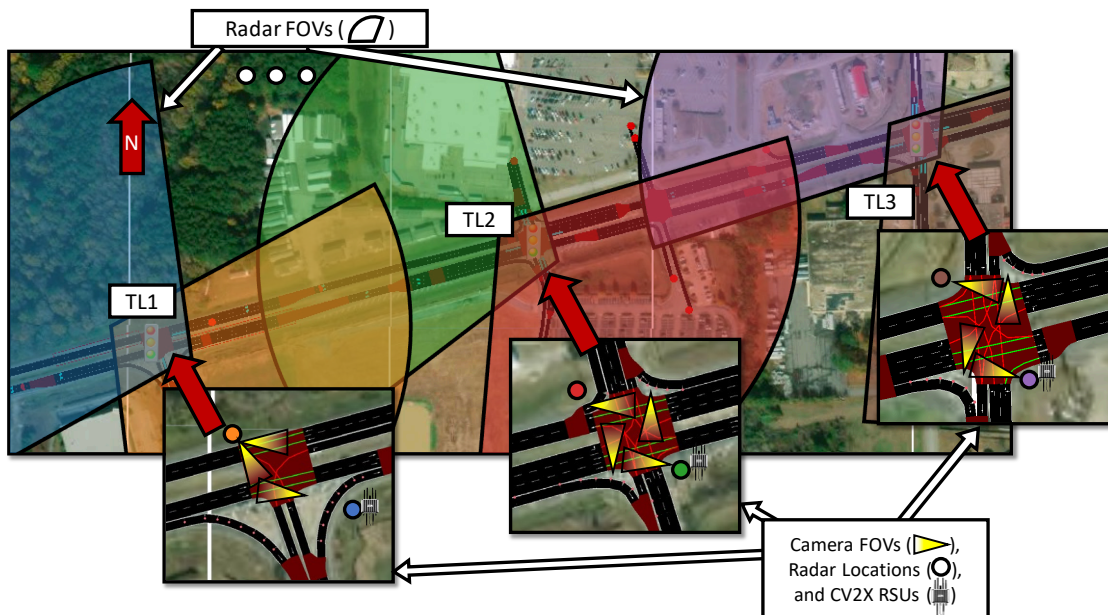 Radar FOVs ( )
N
TL2
TL3
TL1
Camera FOVs ( ),
Radar Locations ( ),
and CV2X RSUs ( )